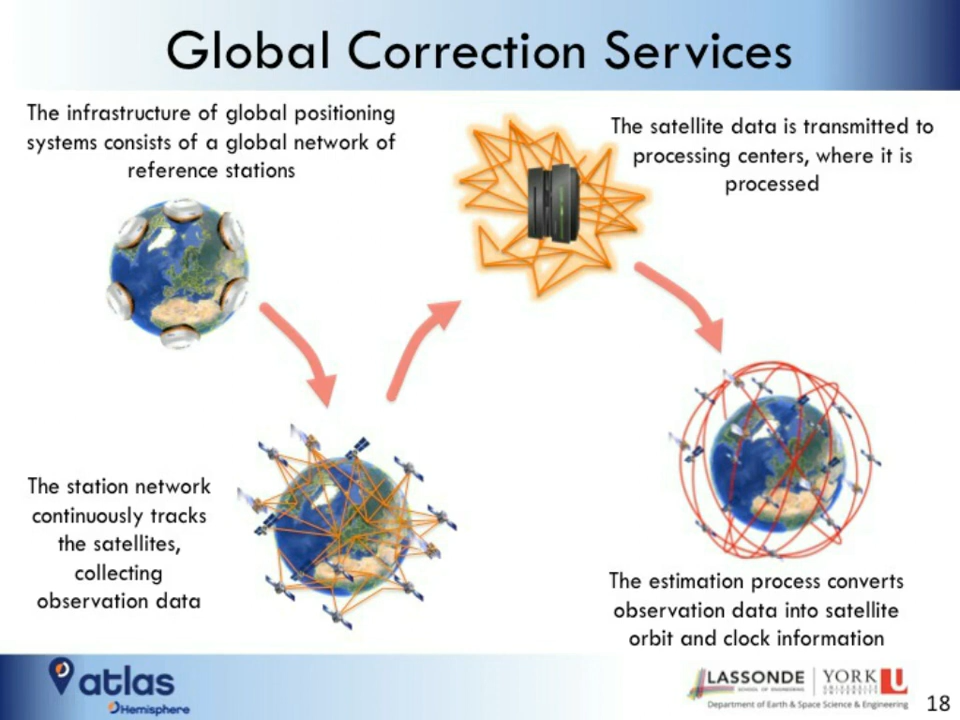 Global Correction Services
The infrastructure of global positioning
systems consists of a global network of
reference stations
The satellite data is transmitted to
processing centers, where it is
processed
The station network
continuously tracks
the satellites,
collecting
observation data
The estimation process converts
observation data into satellite
orbit and clock information
atlas
Hemisphere
LASSONDE
SCHOOL OF ENGINEERING
YORK
UNIVERSITÉ
UNIVERSITY
U
Department of Earth & Space Science & Engineering
18